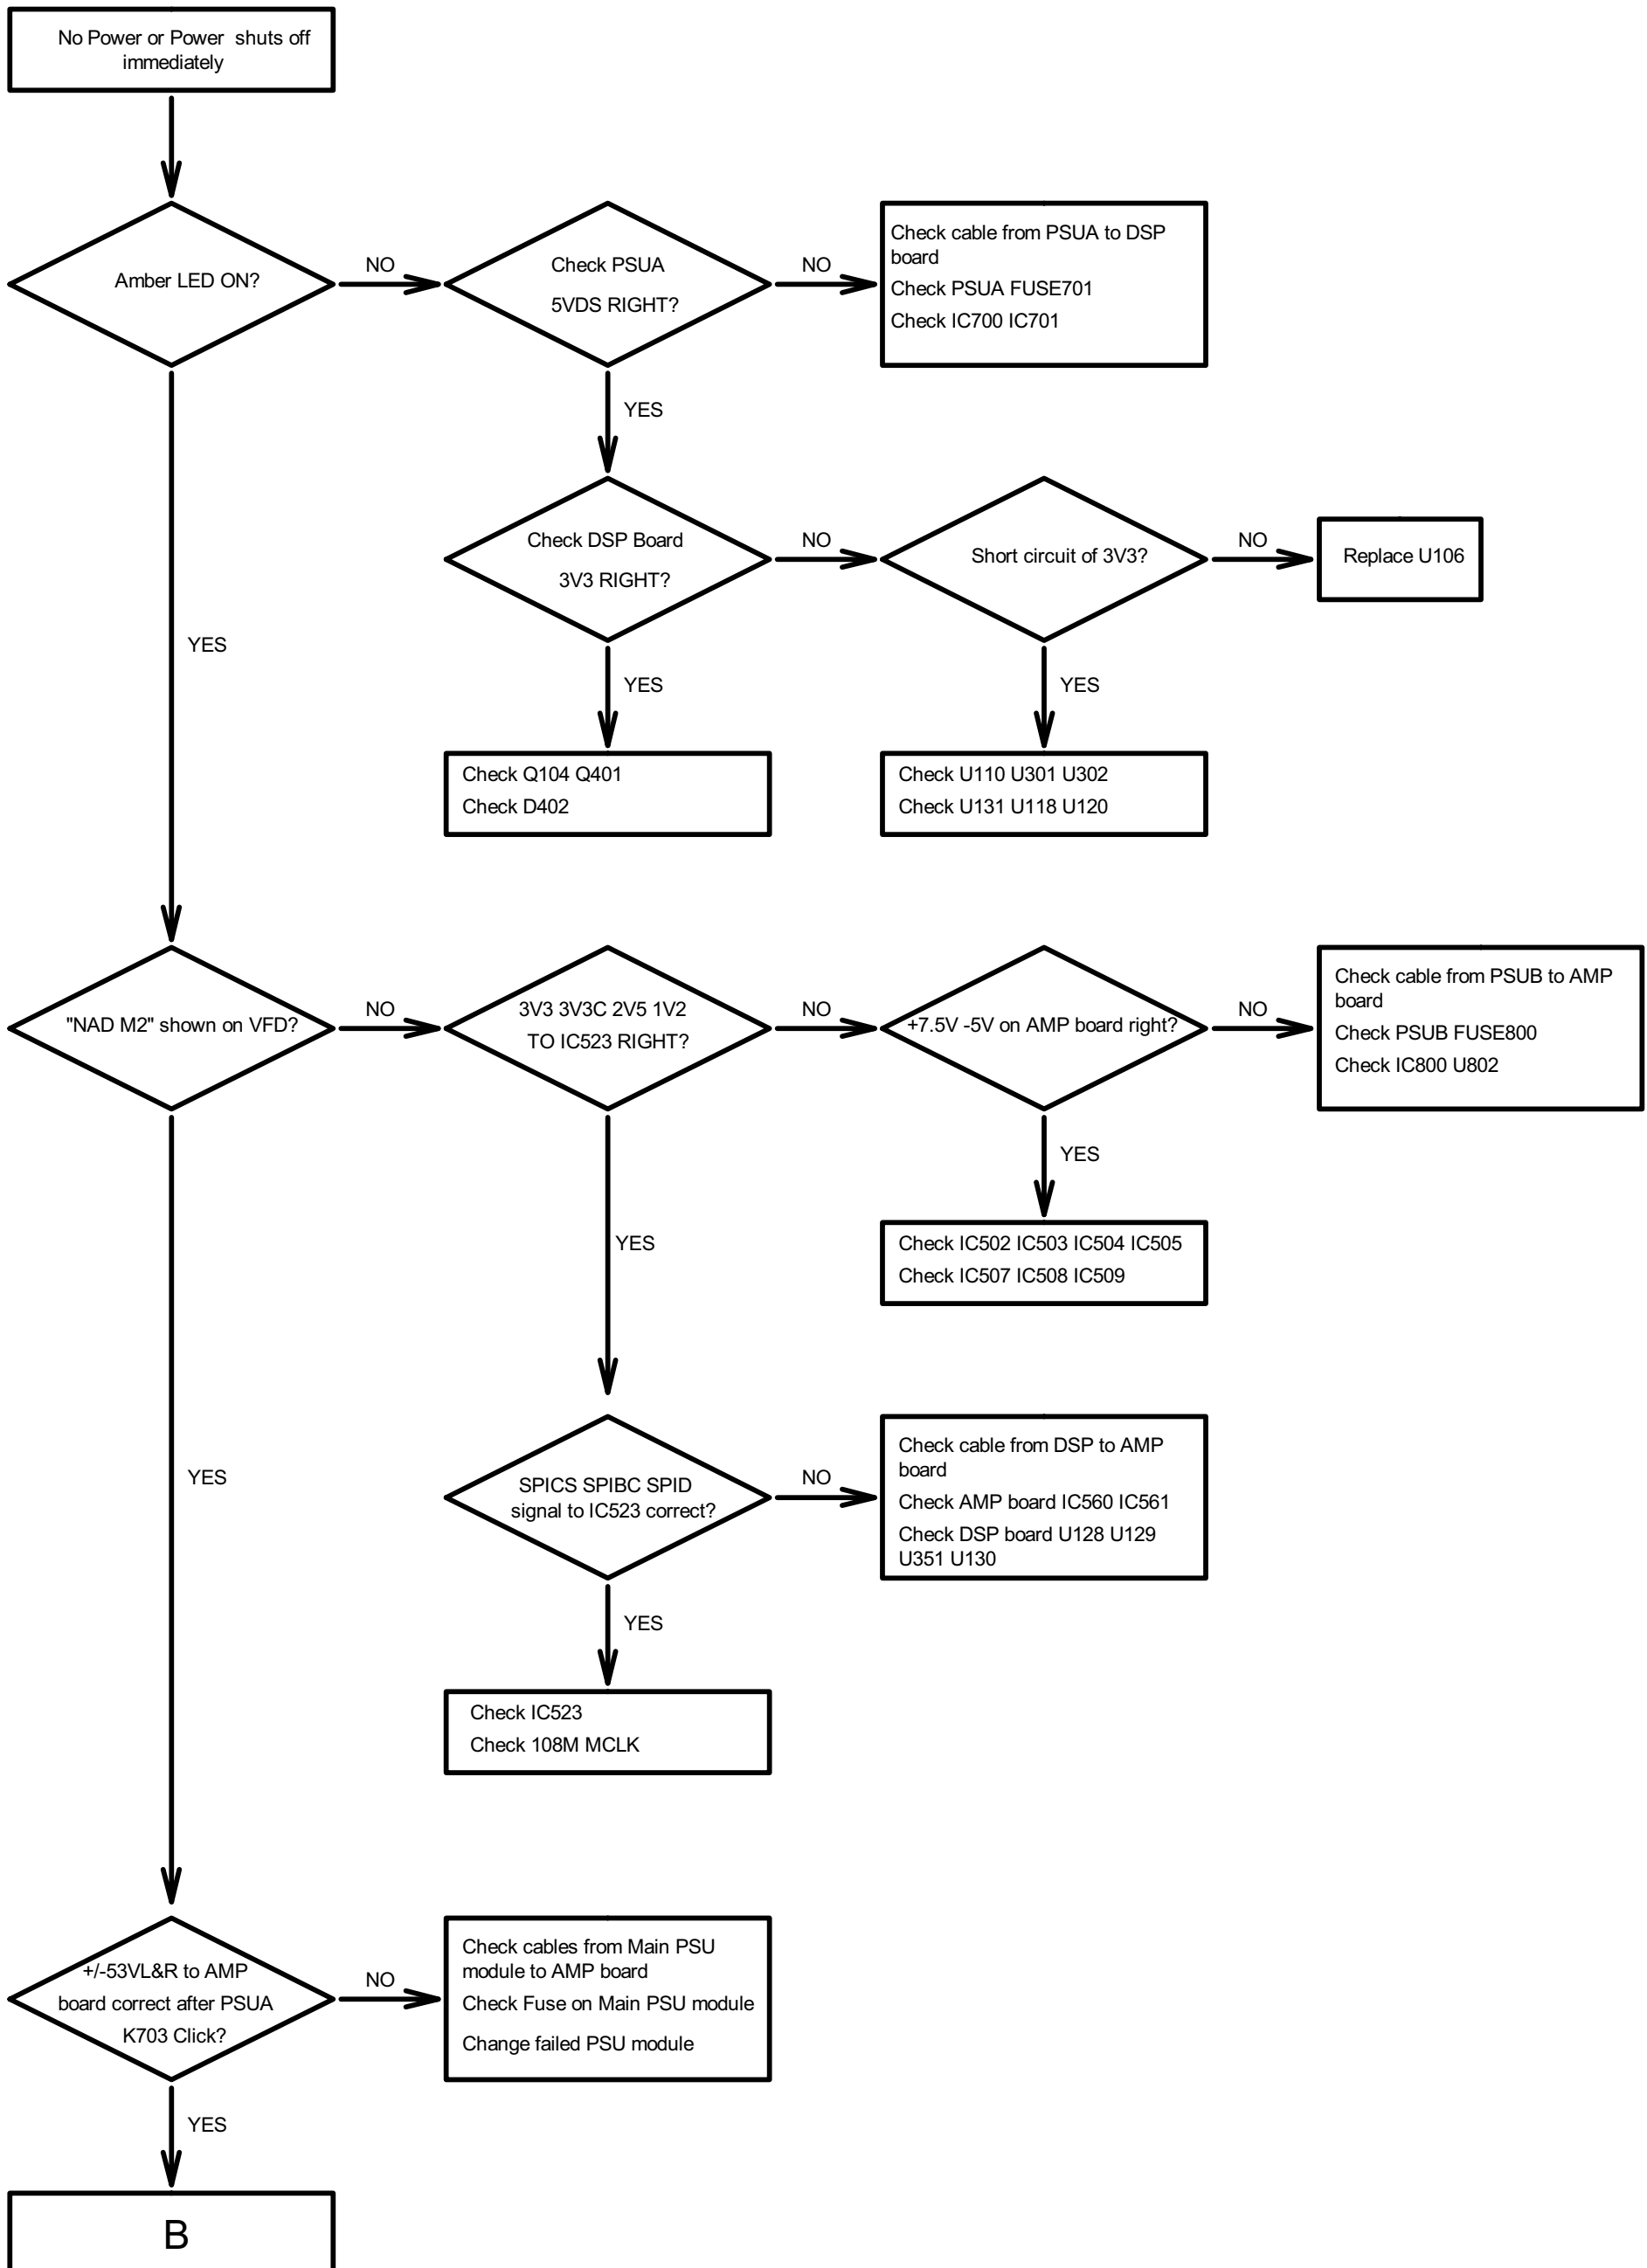 No Power or Power shuts off
immediately
Amber LED ON?
NO
Check PSUA
5VDS RIGHT?
NO
Check cable from PSUA to DSP
board
Check PSUA FUSE701
Check IC700 IC701
YES
YES
Check DSP Board
3V3 RIGHT?
NO
Short circuit of 3V3?
NO
Replace U106
YES
Check Q104 Q401
Check D402
YES
Check U110 U301 U302
Check U131 U118 U120
"NAD M2" shown on VFD?
NO
3V3 3V3C 2V5 1V2
TO IC523 RIGHT?
NO
+7.5V -5V on AMP board right?
NO
Check cable from PSUB to AMP
board
Check PSUB FUSE800
Check IC800 U802
YES
Check IC502 IC503 IC504 IC505
Check IC507 IC508 IC509
YES
YES
SPICS SPIBC SPID
signal to IC523 correct?
NO
Check cable from DSP to AMP
board
Check AMP board IC560 IC561
Check DSP board U128 U129
U351 U130
YES
Check IC523
Check 108M MCLK
+/-53VL&R to AMP
board correct after PSUA
K703 Click?
NO
Check cables from Main PSU
module to AMP board
Check Fuse on Main PSU module
Change failed PSU module
YES
B